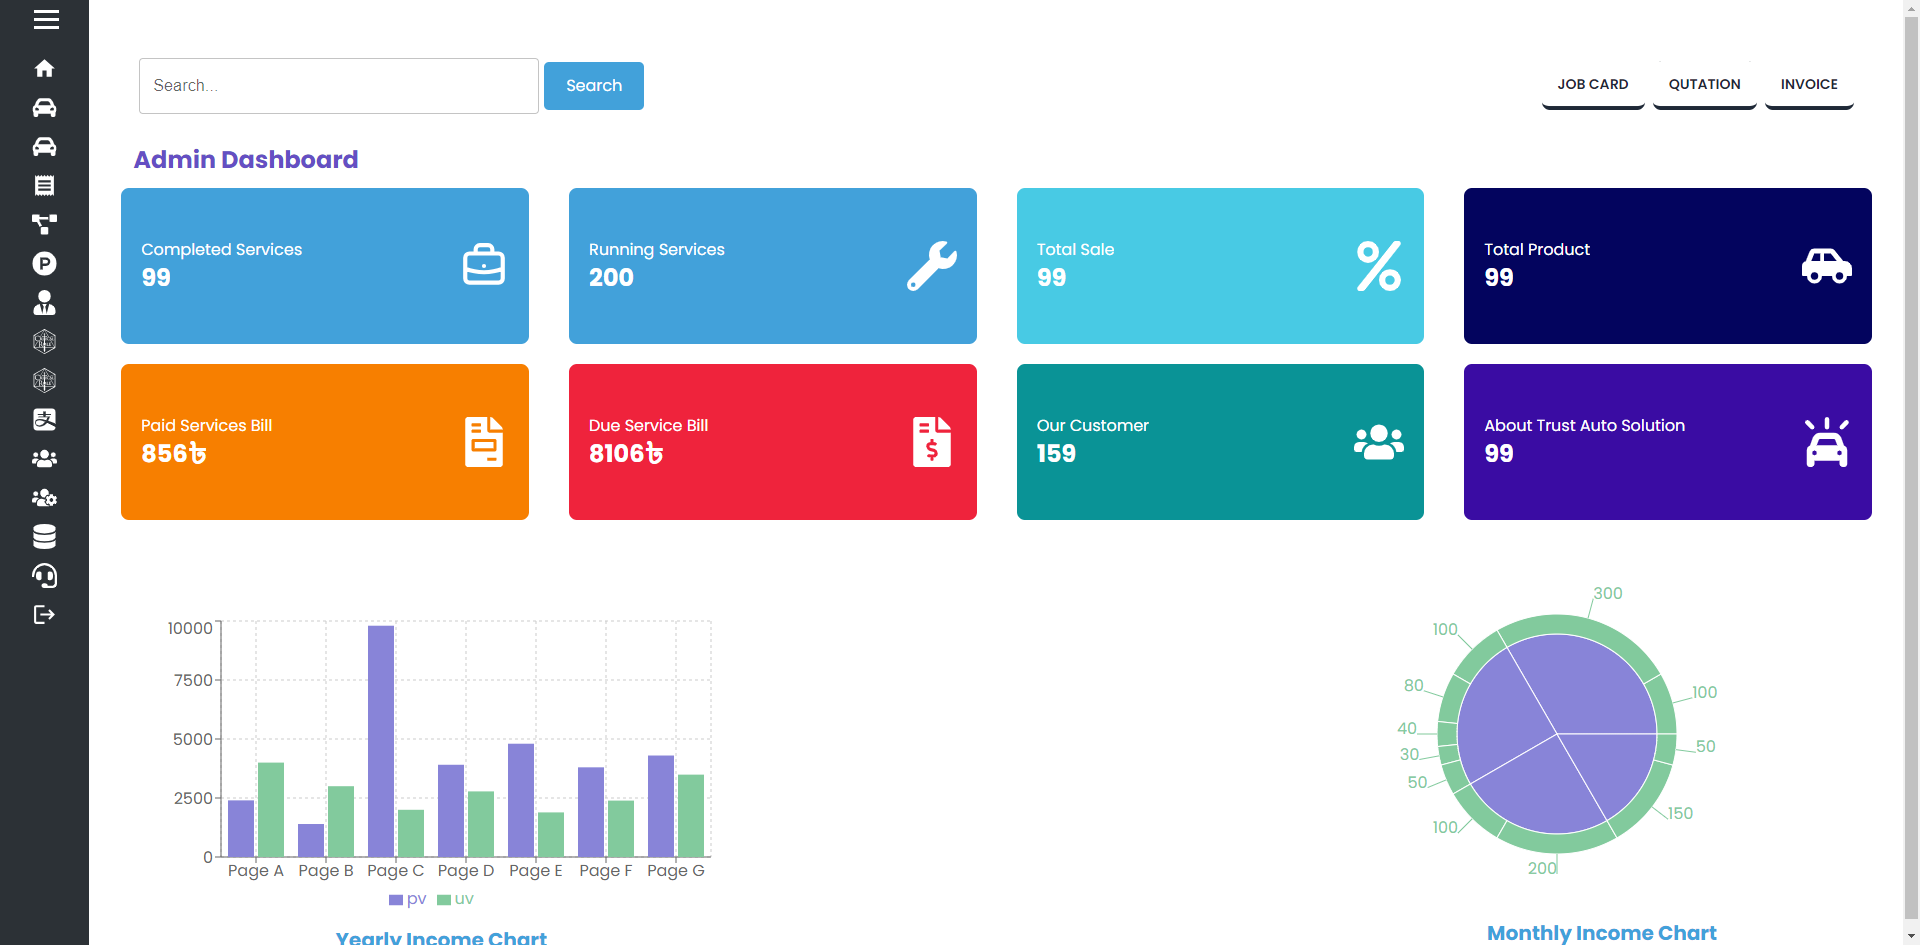 Search...
Search
JOB CARD
QUTATION
INVOICE
Admin Dashboard
Completed Services
99
Running Services
200
Total Sale
99
Total Product
99
Paid Services Bill
856৳
Due Service Bill
8106৳
Our Customer
159
About Trust Auto Solution
99
10000
7500
5000
2500
0
Page A Page B Page C Page D Page E Page F Page G
pv uv
Yearly Income Chart
300
100
100
80
40
50
30
50
150
100
200
Monthly Income Chart